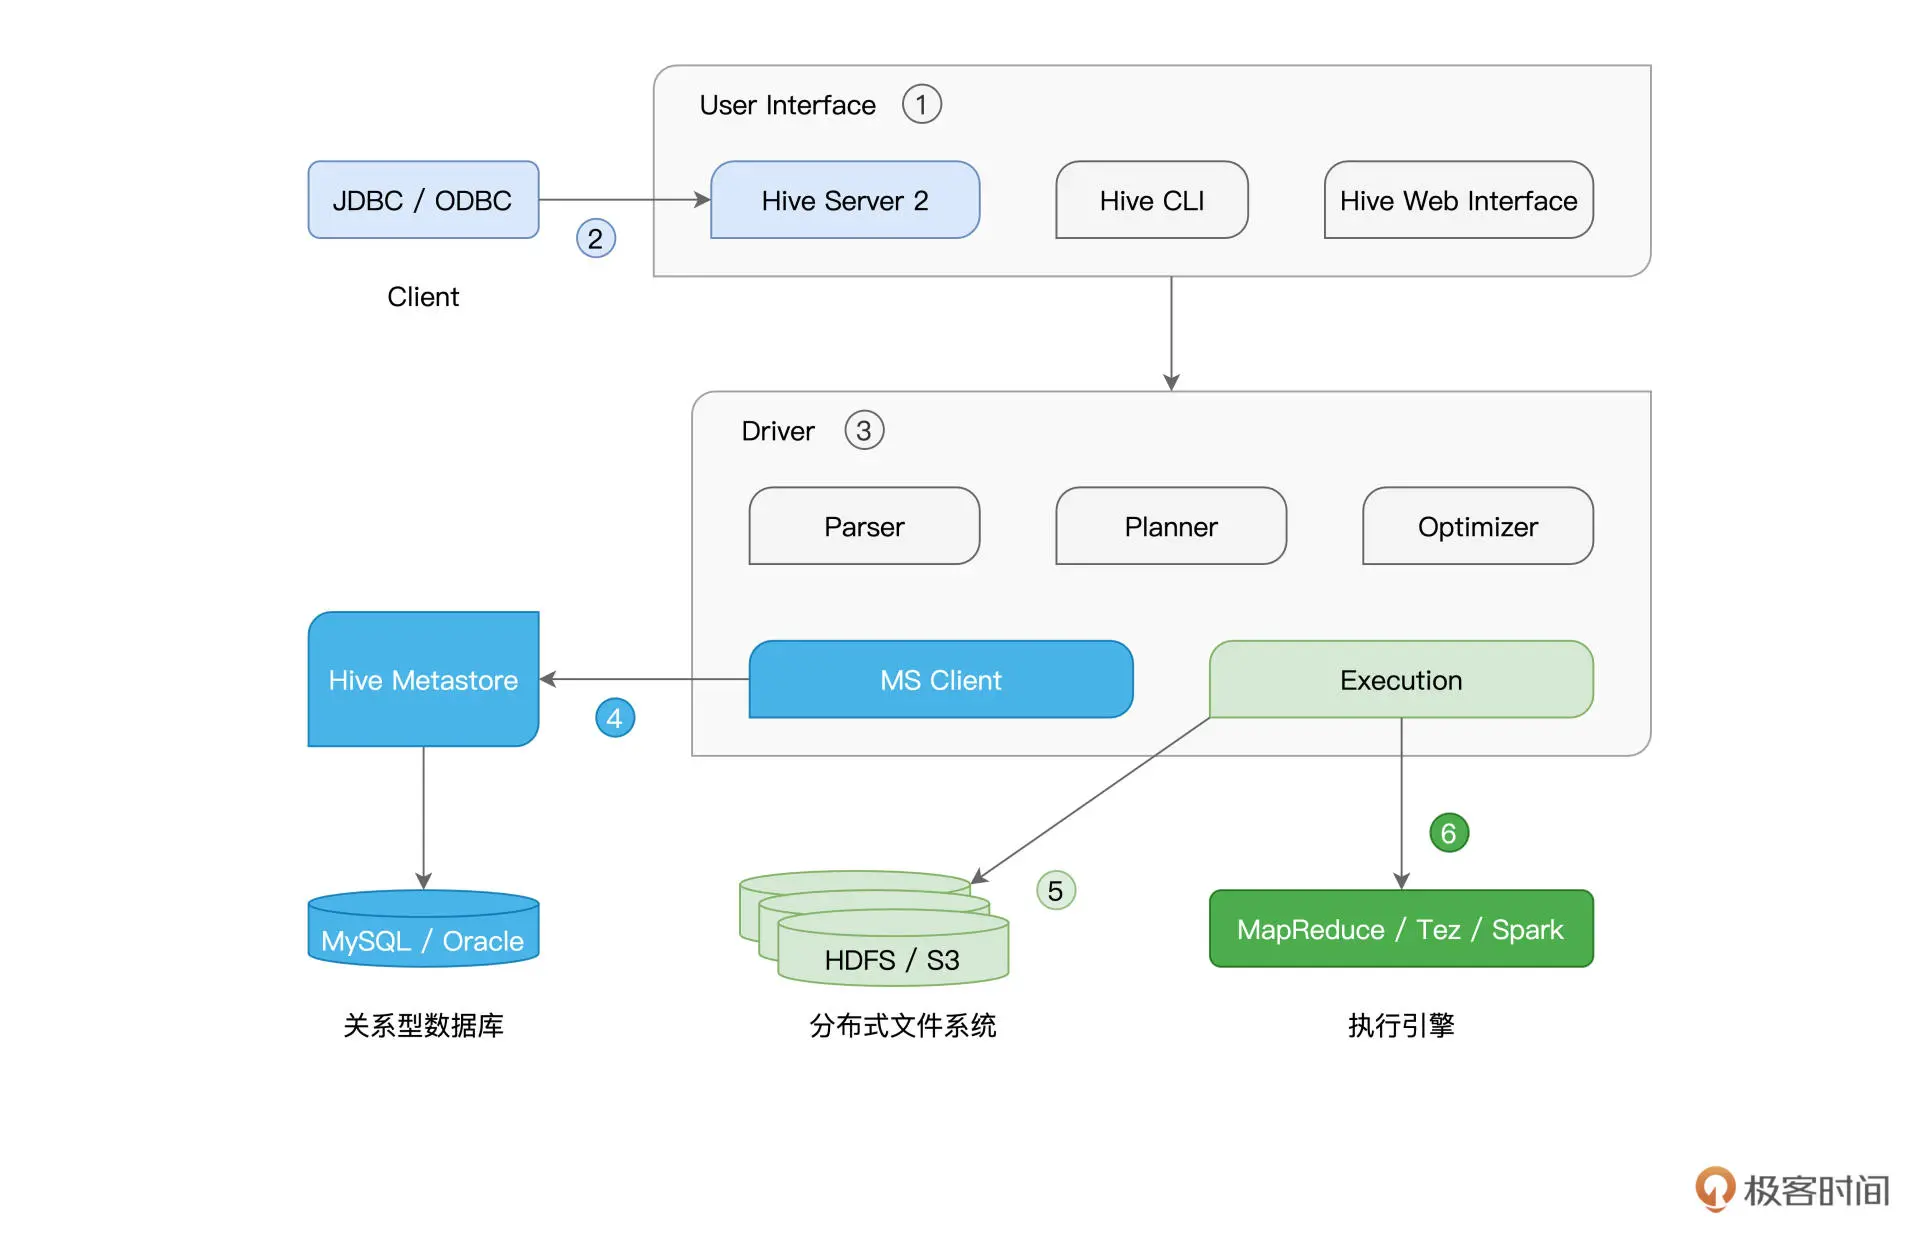 User Interface ①
JDBC / ODBC
Hive Server 2
Hive CLI
Hive Web Interface
②
Client
Driver ③
Parser
Planner
Optimizer
Hive Metastore
MS Client
Execution
④
⑥
⑤
MySQL / Oracle
HDFS / S3
MapReduce / Tez / Spark
关系型数据库
分布式文件系统
执行引擎
极客时间